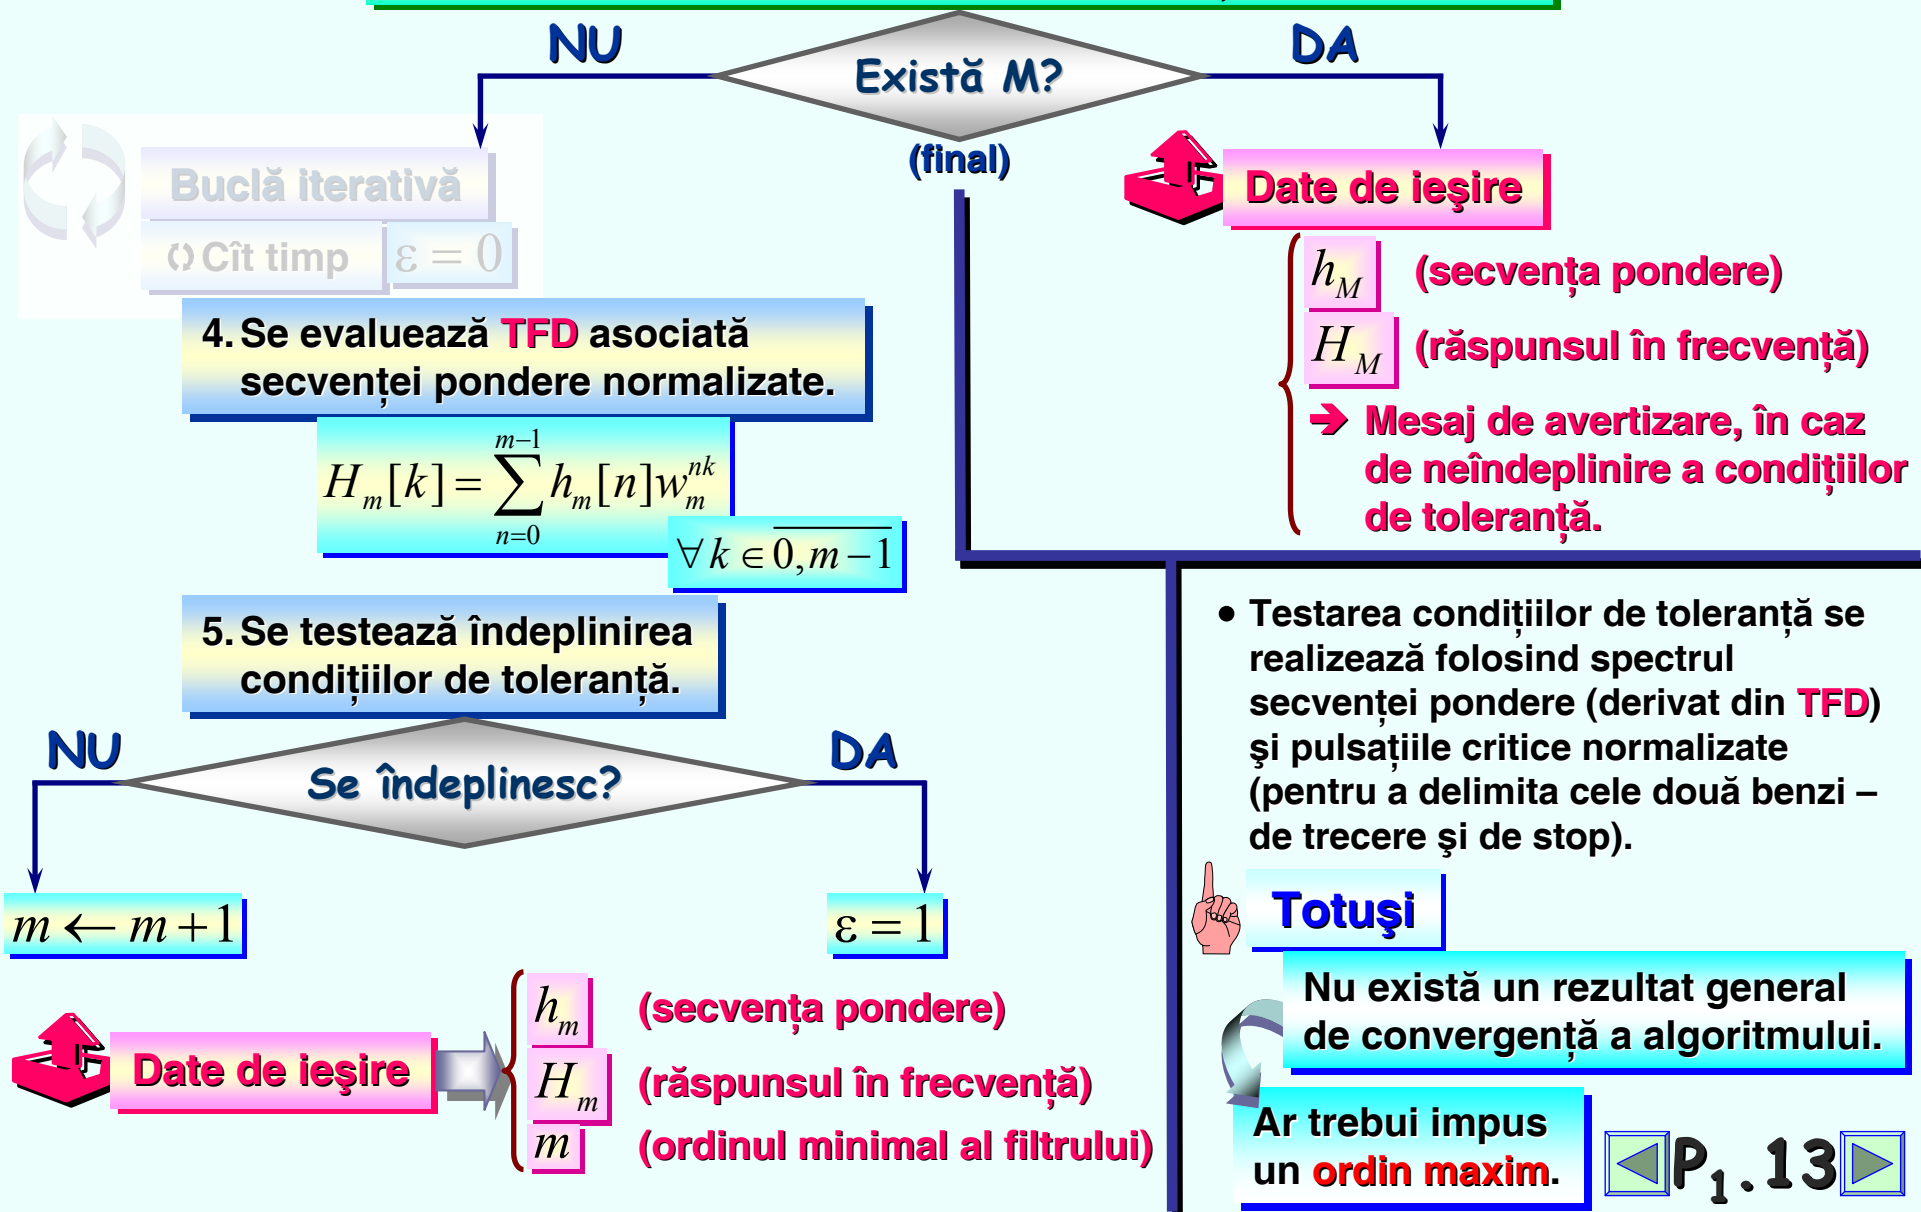 Există M?
NU
DA
(final)
Buclă iterativă
Cît timp ε = 0
4. Se evaluează TFD asociată
secvenţei pondere normalizate.
H_m[k] = ∑_{n=0}^{m−1} h_m[n] w_m^{nk}
∀ k ∈ 0, m − 1
5. Se testează îndeplinirea
condiţiilor de toleranţă.
NU
DA
Se îndeplinesc?
m ← m + 1
ε = 1
Date de ieşire
h_m (secvenţa pondere)
H_m (răspunsul în frecvenţă)
m (ordinul minimal al filtrului)
Date de ieşire
h_M (secvenţa pondere)
H_M (răspunsul în frecvenţă)
➔ Mesaj de avertizare, în caz
de neîndeplinire a condiţiilor
de toleranţă.
• Testarea condiţiilor de toleranţă se
realizează folosind spectrul
secvenţei pondere (derivat din TFD)
şi pulsaţiile critice normalizate
(pentru a delimita cele două benzi –
de trecere şi de stop).
Totuşi
Nu există un rezultat general
de convergenţă a algoritmului.
Ar trebui impus
un ordin maxim.
P₁.13